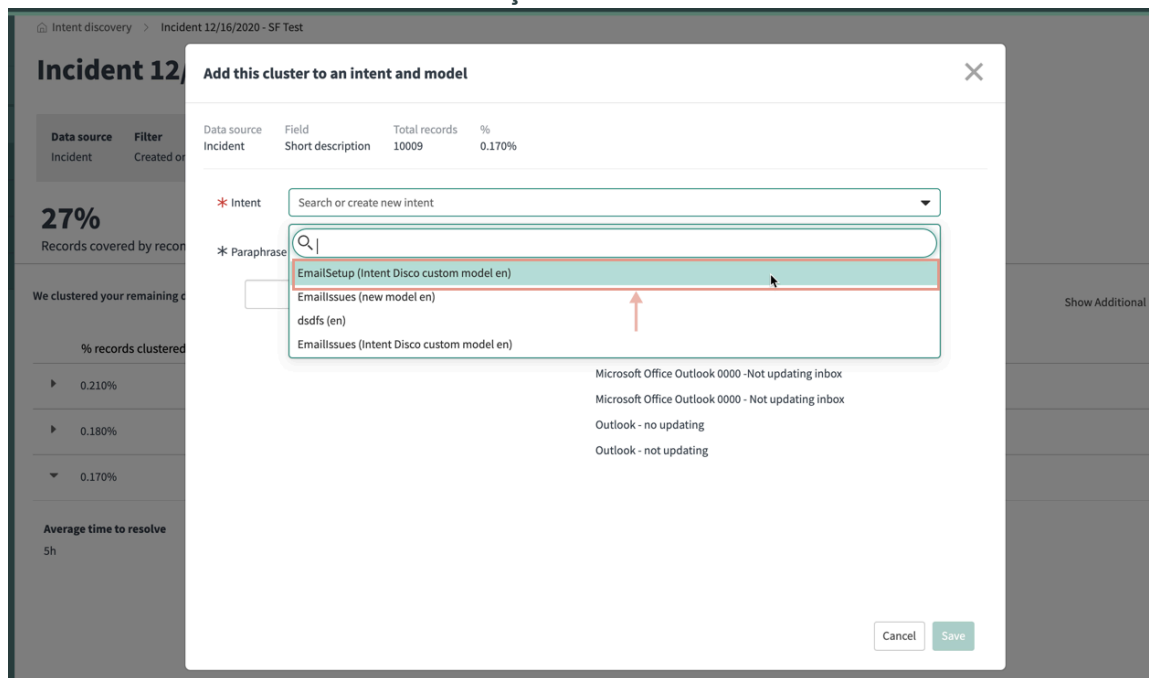 Intent discovery > Incident 12/16/2020 - SF Test
Incident 12/
Add this cluster to an intent and model
Data source Field Total records %
Incident Short description 10009 0.170%
Data source Filter
Incident Created on
* Intent Search or create new intent
27%
Records covered by recon
* Paraphrase
EmailSetup (Intent Disco custom model en)
EmailIssues (new model en)
We clustered your remaining c
Show Additional
dsdfs (en)
EmailIssues (Intent Disco custom model en)
% records clustered
Microsoft Office Outlook 0000 -Not updating inbox
0.210%
Microsoft Office Outlook 0000 - Not updating inbox
Outlook - no updating
0.180%
Outlook - not updating
0.170%
Average time to resolve
5h
Cancel Save